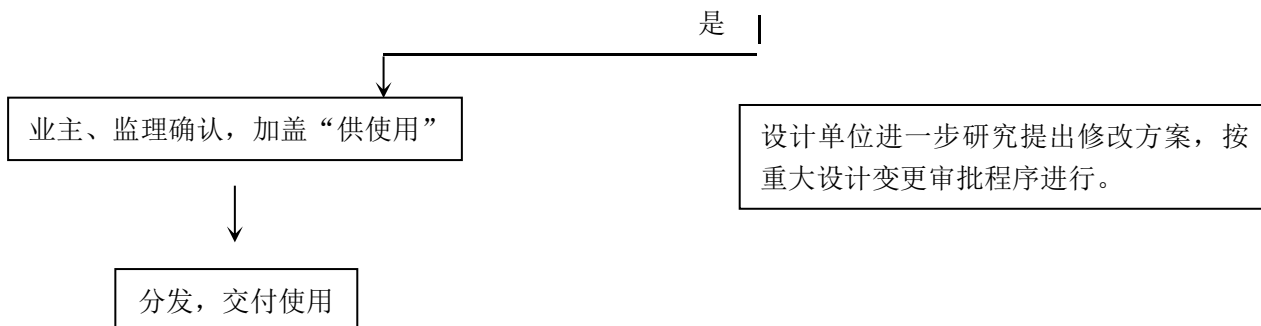 是
业主、监理确认，加盖“供使用”
设计单位进一步研究提出修改方案，按
重大设计变更审批程序进行。
分发，交付使用